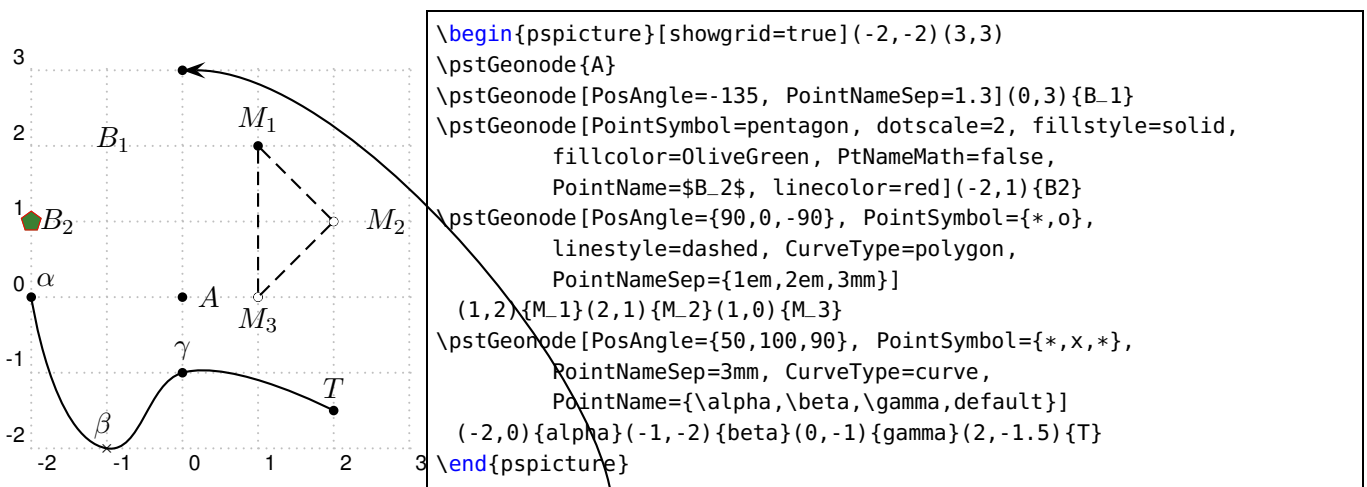 3
2
1
0
-1
-2
-2 -1 0 1 2 3
M₁
B₁
M₂
B₂
α
A
M₃
γ
T
β
\begin{pspicture}[showgrid=true](-2,-2)(3,3)
\pstGeonode{A}
\pstGeonode[PosAngle=-135, PointNameSep=1.3](0,3){B_1}
\pstGeonode[PointSymbol=pentagon, dotscale=2, fillstyle=solid,
fillcolor=OliveGreen, PtNameMath=false,
PointName=$B_2$, linecolor=red](-2,1){B2}
\pstGeonode[PosAngle={90,0,-90}, PointSymbol={*,o},
linestyle=dashed, CurveType=polygon,
PointNameSep={1em,2em,3mm}]
(1,2){M_1}(2,1){M_2}(1,0){M_3}
\pstGeonode[PosAngle={50,100,90}, PointSymbol={*,x,*},
PointNameSep=3mm, CurveType=curve,
PointName={\alpha,\beta,\gamma,default}]
(-2,0){alpha}(-1,-2){beta}(0,-1){gamma}(2,-1.5){T}
\end{pspicture}